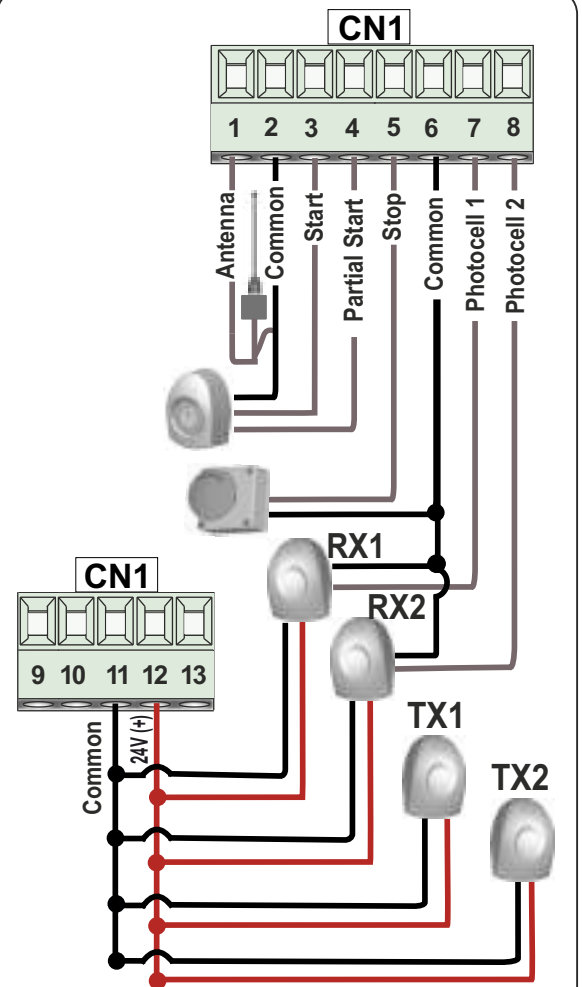 CN1
1 2 3 4 5 6 7 8
Antenna
Common
Start
Partial Start
Stop
Common
Photocell 1
Photocell 2
RX1
CN1
RX2
9 10 11 12 13
Common
24V (+)
TX1
TX2